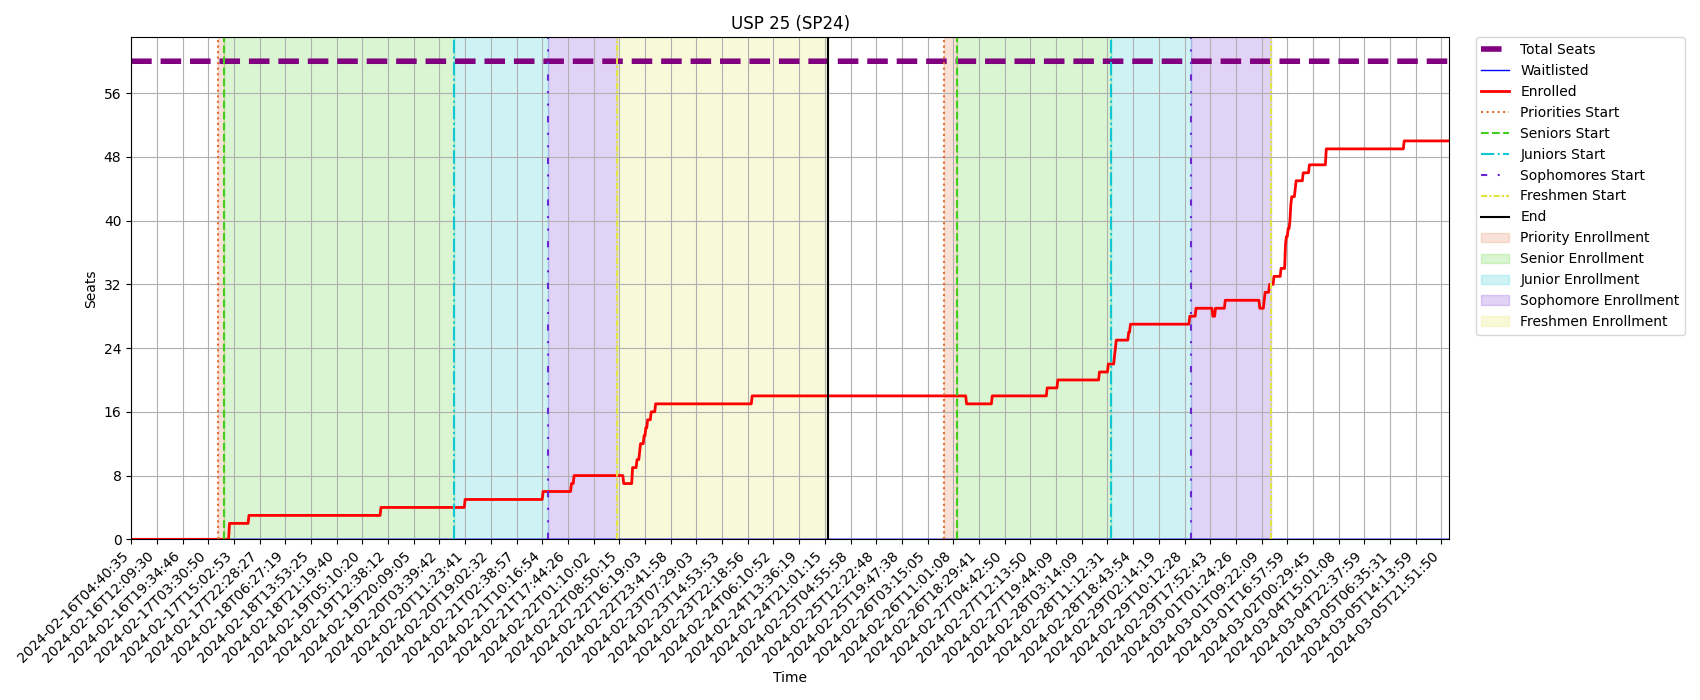 USP 25 (SP24)
Seats
56
48
40
32
24
16
8
0
2024-02-16T04:40:35
2024-02-16T12:09:30
2024-02-16T19:34:46
2024-02-17T03:30:50
2024-02-17T15:02:53
2024-02-17T22:28:27
2024-02-18T06:27:19
2024-02-18T13:53:25
2024-02-18T21:19:40
2024-02-19T05:10:20
2024-02-19T12:38:12
2024-02-19T20:09:05
2024-02-20T03:39:42
2024-02-20T11:23:41
2024-02-20T19:02:32
2024-02-21T02:38:57
2024-02-21T10:16:54
2024-02-21T17:44:26
2024-02-22T01:10:02
2024-02-22T08:50:15
2024-02-22T16:19:03
2024-02-22T23:41:58
2024-02-23T07:29:03
2024-02-23T14:53:53
2024-02-23T22:18:56
2024-02-24T06:10:52
2024-02-24T13:36:19
2024-02-24T21:01:15
2024-02-25T04:55:58
2024-02-25T12:22:48
2024-02-25T19:47:38
2024-02-26T03:15:05
2024-02-26T11:01:08
2024-02-26T18:29:41
2024-02-27T04:42:50
2024-02-27T12:13:50
2024-02-27T19:44:09
2024-02-28T03:14:09
2024-02-28T11:12:31
2024-02-28T18:43:54
2024-02-29T02:14:19
2024-02-29T10:12:28
2024-02-29T17:52:43
2024-03-01T01:24:26
2024-03-01T09:22:09
2024-03-01T16:57:59
2024-03-02T00:29:45
2024-03-04T15:01:08
2024-03-04T22:37:59
2024-03-05T06:35:31
2024-03-05T14:13:59
2024-03-05T21:51:50
Time
Total Seats
Waitlisted
Enrolled
Priorities Start
Seniors Start
Juniors Start
Sophomores Start
Freshmen Start
End
Priority Enrollment
Senior Enrollment
Junior Enrollment
Sophomore Enrollment
Freshmen Enrollment